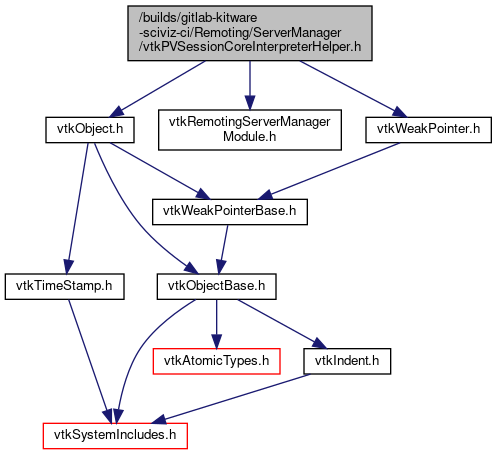 /builds/gitlab-kitware
-sciviz-ci/Remoting/ServerManager
/vtkPVSessionCoreInterpreterHelper.h
vtkObject.h
vtkRemotingServerManager
Module.h
vtkWeakPointer.h
vtkWeakPointerBase.h
vtkTimeStamp.h
vtkObjectBase.h
vtkAtomicTypes.h
vtkIndent.h
vtkSystemIncludes.h